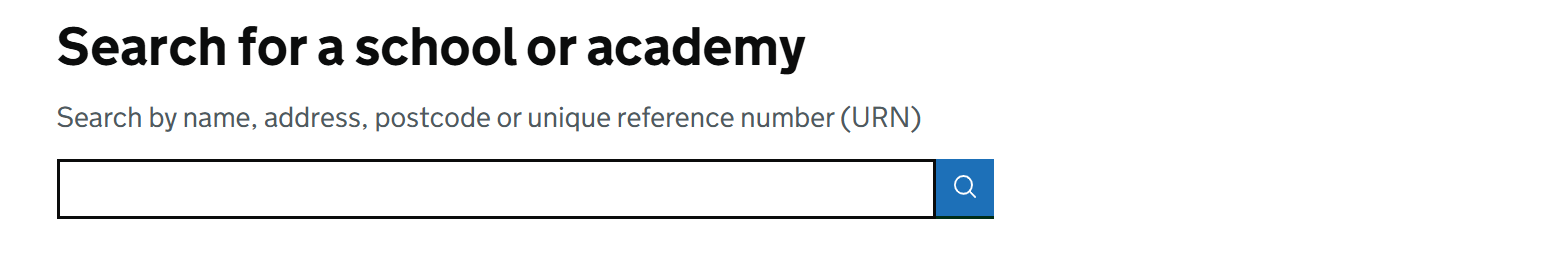 Search for a school or academy
Search by name, address, postcode or unique reference number (URN)